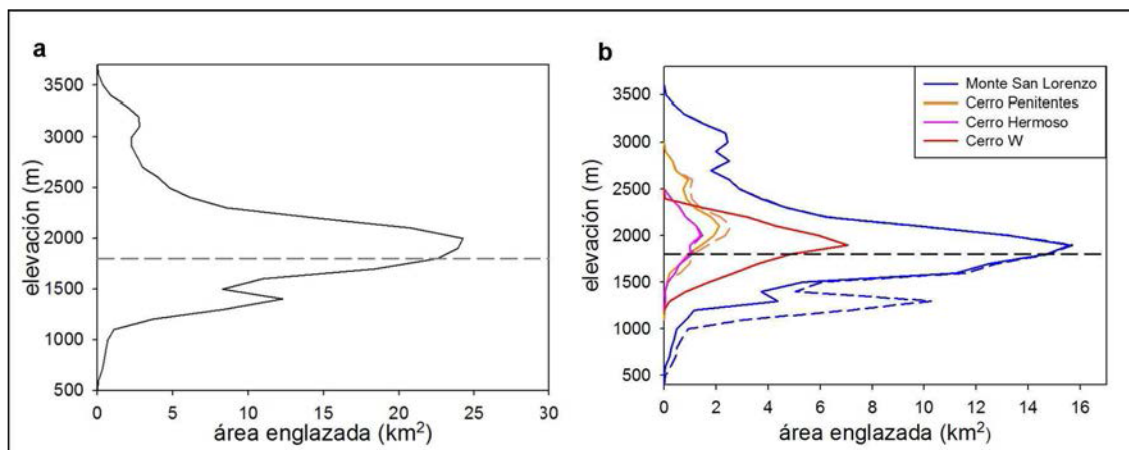 a
3500
3000
2500
2000
1500
1000
500
elevación (m)
0 5 10 15 20 25 30
área englazada (km²)
b
3500
3000
2500
2000
1500
1000
500
elevación (m)
0 2 4 6 8 10 12 14 16
área englazada (km²)
Monte San Lorenzo
Cerro Penitentes
Cerro Hermoso
Cerro W